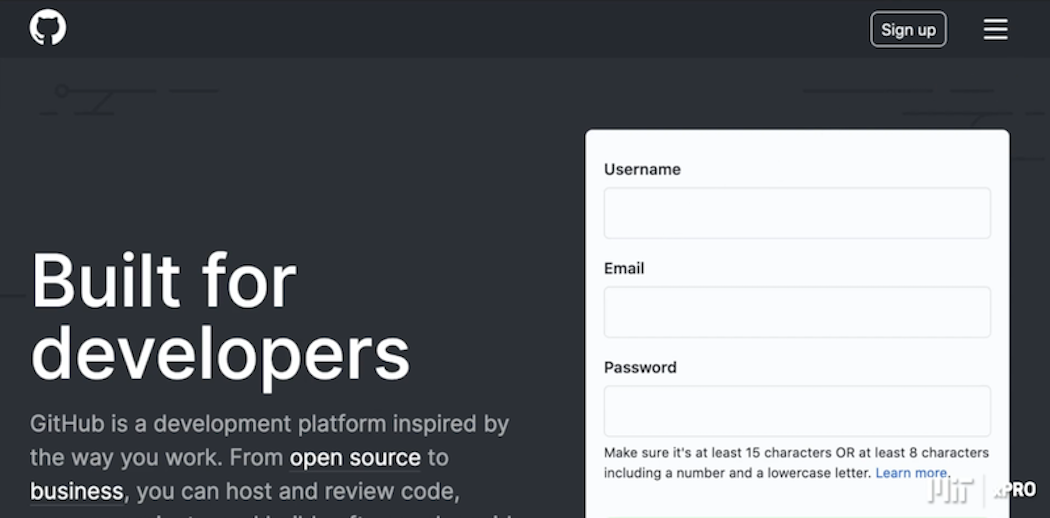 Sign up
Built for
developers
GitHub is a development platform inspired by
the way you work. From open source to
business, you can host and review code,
Username
Email
Password
Make sure it's at least 15 characters OR at least 8 characters
including a number and a lowercase letter. Learn more.
MIT xPRO